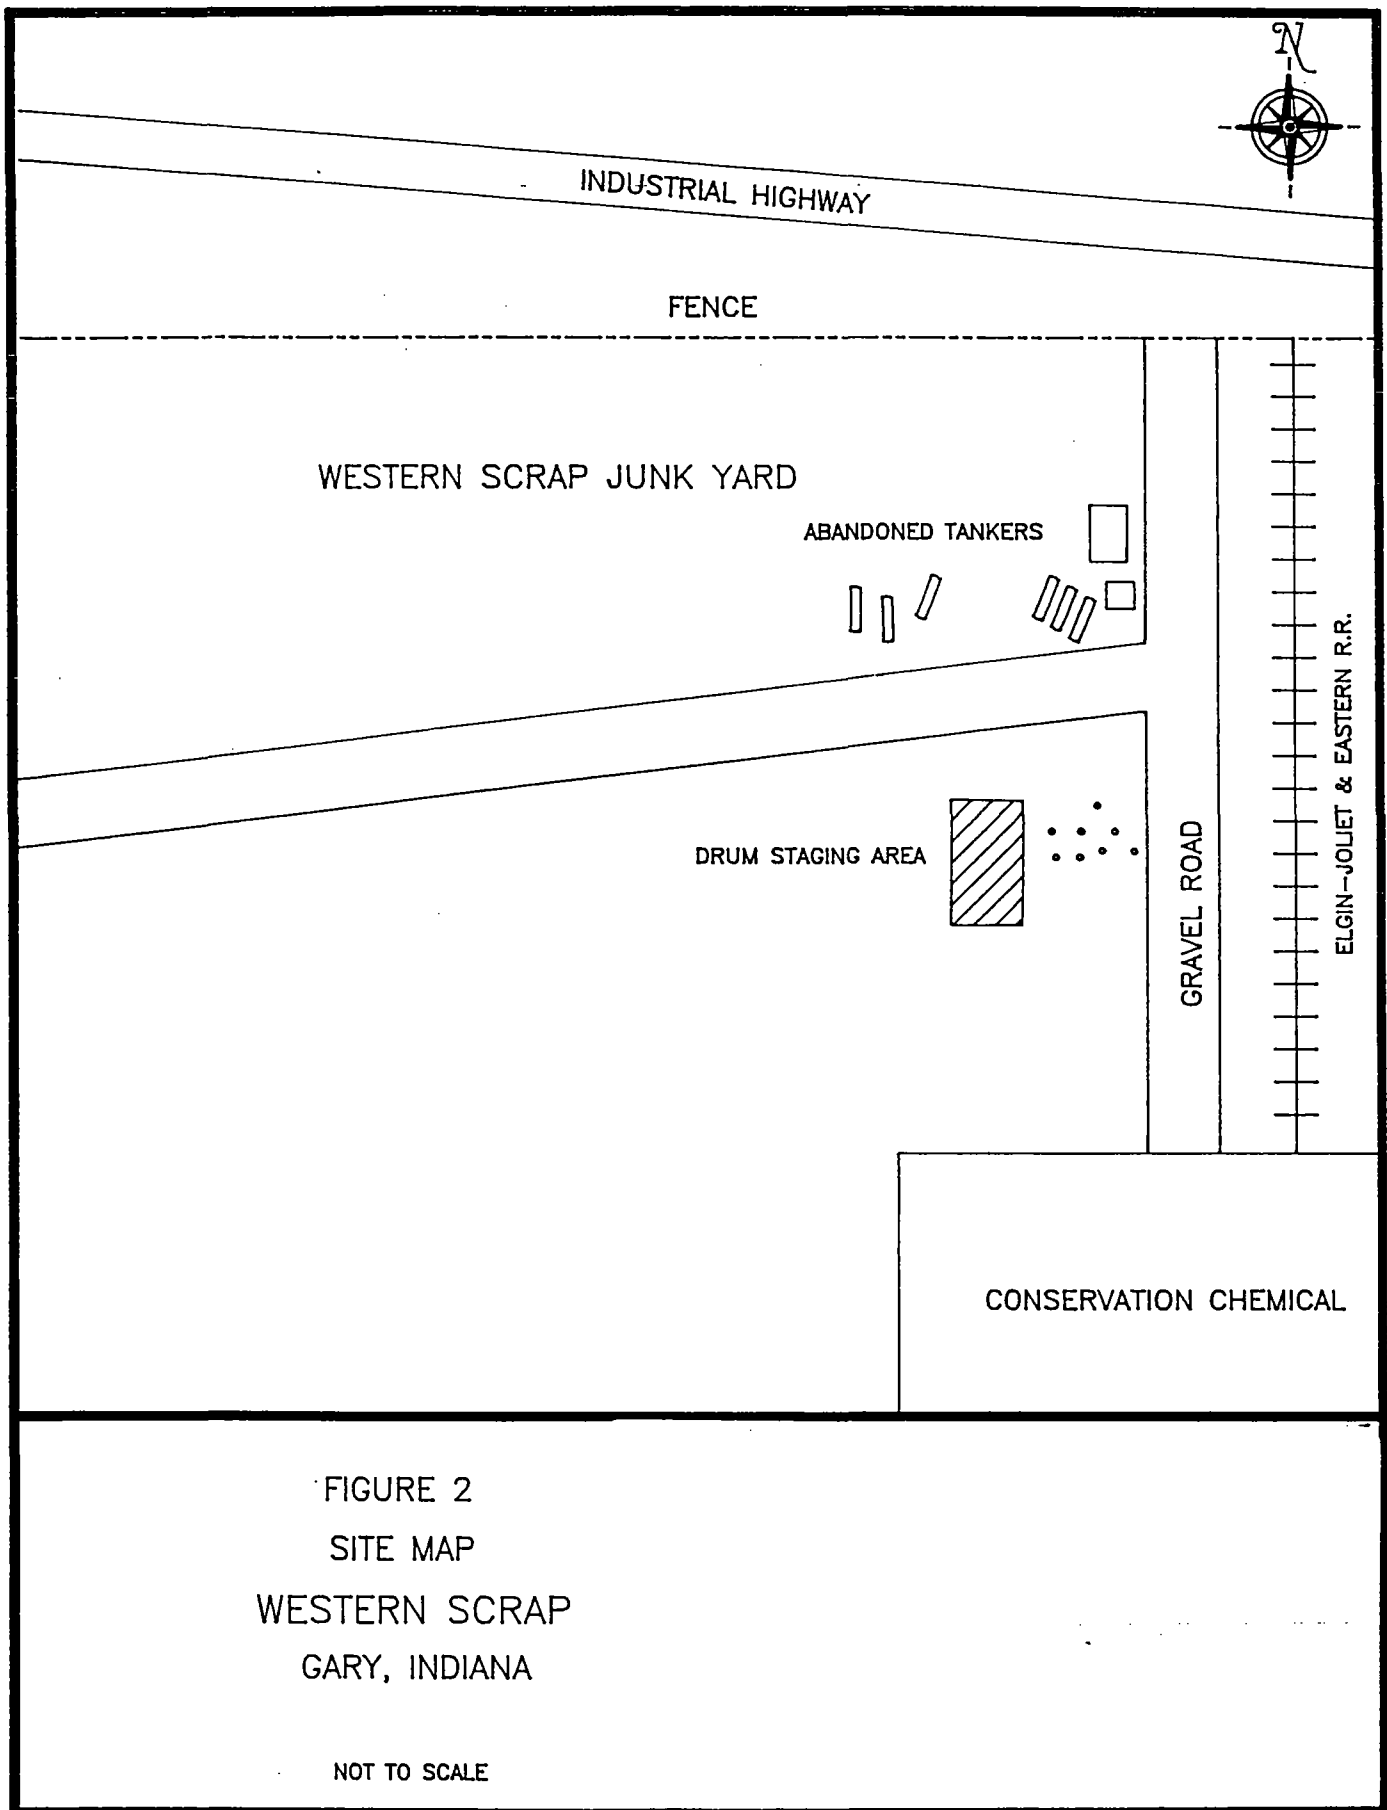 N
INDUSTRIAL HIGHWAY
FENCE
WESTERN SCRAP JUNK YARD
ABANDONED TANKERS
ELGIN-JOLIET & EASTERN R.R.
DRUM STAGING AREA
GRAVEL ROAD
CONSERVATION CHEMICAL
FIGURE 2
SITE MAP
WESTERN SCRAP
GARY, INDIANA
NOT TO SCALE